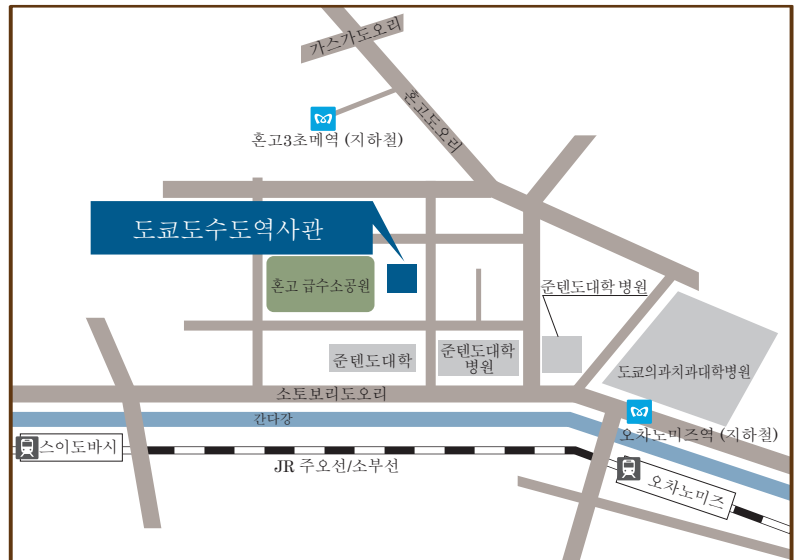 가스가도오리
혼고도오리
혼고3초메역 (지하철)
도쿄도수도역사관
혼고 급수소공원
준텐도대학 병원
준텐도대학
준텐도대학
병원
도쿄의과치과대학병원
소토보리도오리
간다강
오차노미즈역 (지하철)
스이도바시
JR 주오선/소부선
오차노미즈